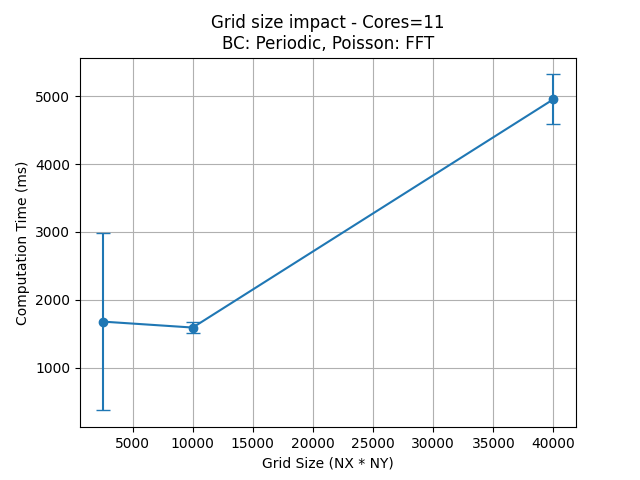 Grid size impact - Cores=11
BC: Periodic, Poisson: FFT
5000
4000
3000
2000
1000
Computation Time (ms)
5000 10000 15000 20000 25000 30000 35000 40000
Grid Size (NX * NY)